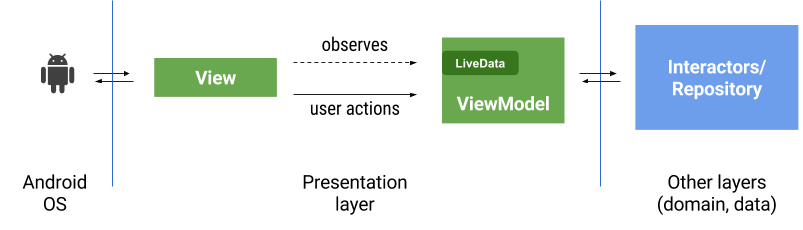 observes
View
LiveData
ViewModel
user actions
Interactors/
Repository
Android
OS
Presentation
layer
Other layers
(domain, data)